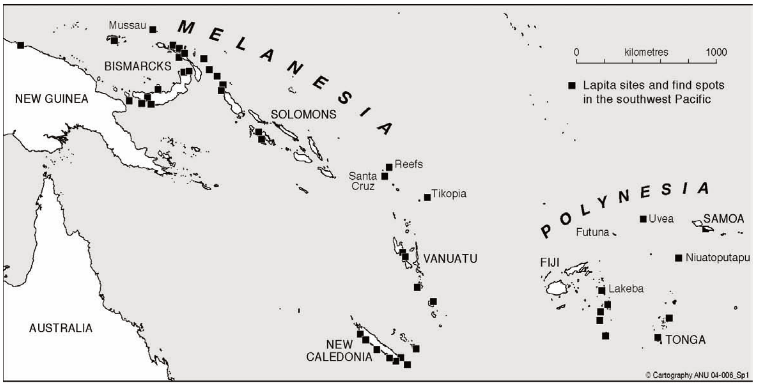 Mussau
MELANESIA
BISMARCKS
NEW GUINEA
SOLOMONS
0 kilometres 1000
Lapita sites and find spots
in the southwest Pacific
Reefs
Santa
Cruz
Tikopia
POLYNESIA
Uvea
SAMOA
Futuna
VANUATU
FIJI
Niuatoputapu
Lakeba
AUSTRALIA
NEW
CALEDONIA
TONGA
© Cartography ANU 04-006_Sp1